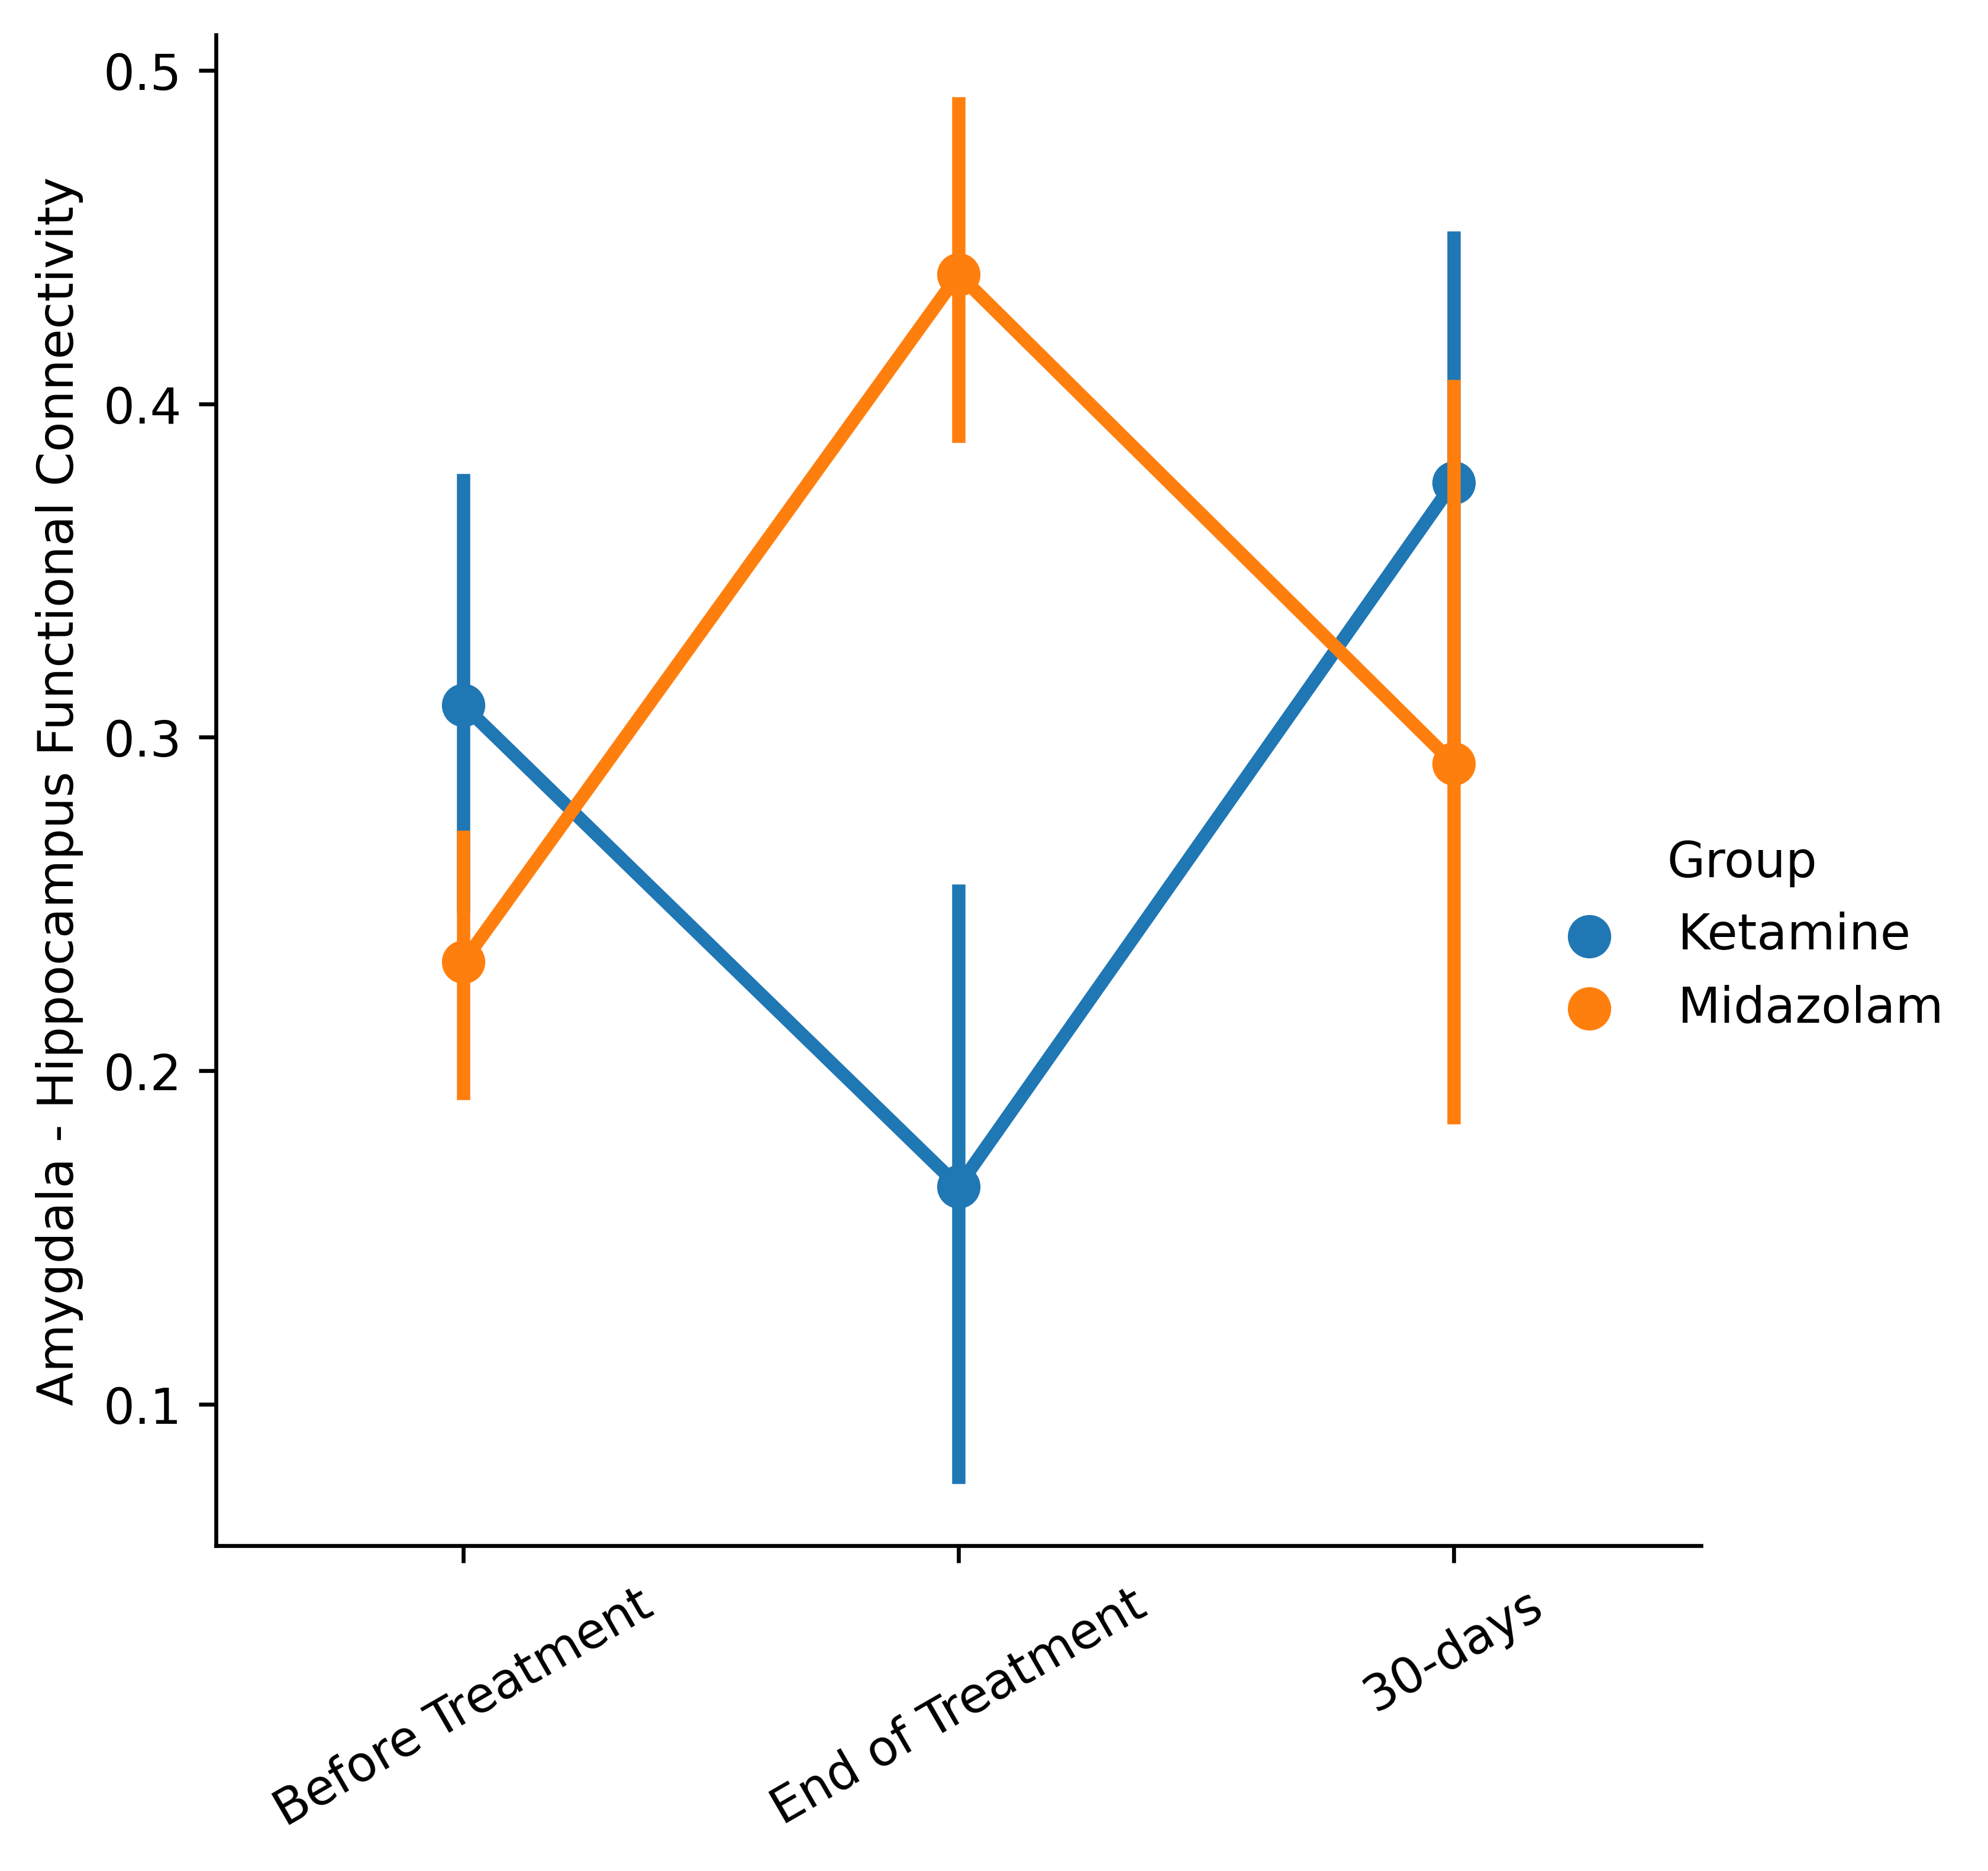 Amygdala - Hippocampus Functional Connectivity
0.5
0.4
0.3
0.2
0.1
Before Treatment
End of Treatment
30-days
Group
Ketamine
Midazolam